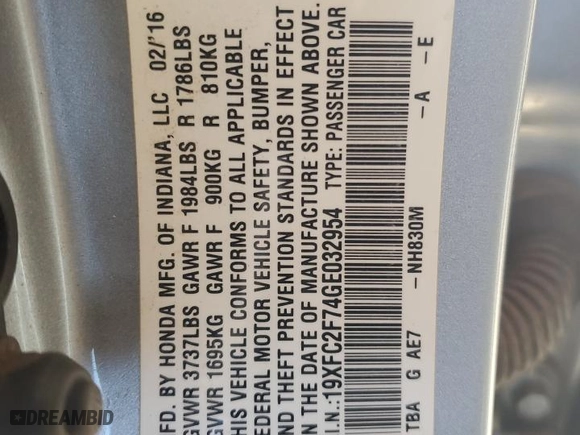 FD. BY HONDA MFG. OF INDIANA, LLC 02/'16
GVWR 3737LBS GAWR F 1984LBS R 1786LBS
GVWR 1695KG GAWR F 900KG R 810KG
HIS VEHICLE CONFORMS TO ALL APPLICABLE
EDERAL MOTOR VEHICLE SAFETY, BUMPER,
ND THEFT PREVENTION STANDARDS IN EFFECT
N THE DATE OF MANUFACTURE SHOWN ABOVE.
I.N.:19XFC2F74GE032954 TYPE: PASSENGER CAR
TBA G AE7 -NH830M -A -E
DREAMBID